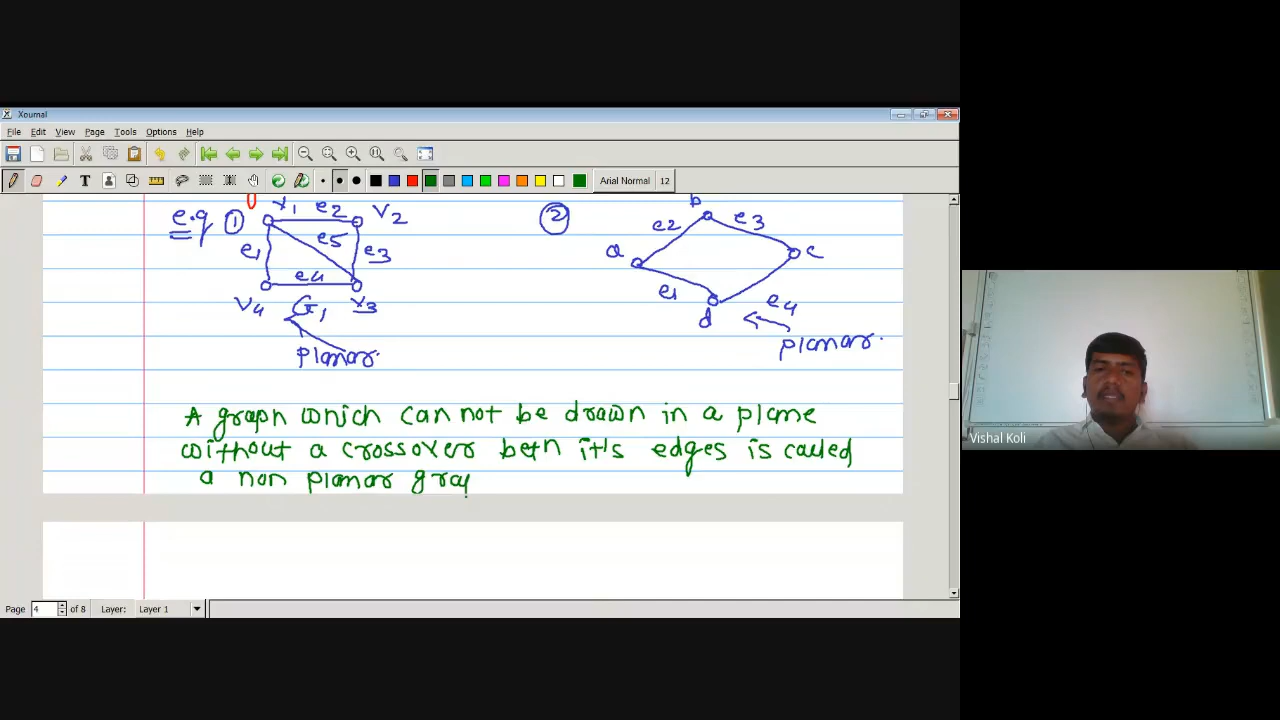 Xournal
File Edit View Page Tools Options Help
Arial Normal 12
e.g ① v1 e2 v2
② b
e2 e3
e1 e5 e3
a c
e4
e1 e4
v4 G1 v3
d
planar.
planar.
A graph which can not be drawn in a plane
without a crossover betn it's edges is called
a non planar grap
Page 4 of 8 Layer: Layer 1
Vishal Koli